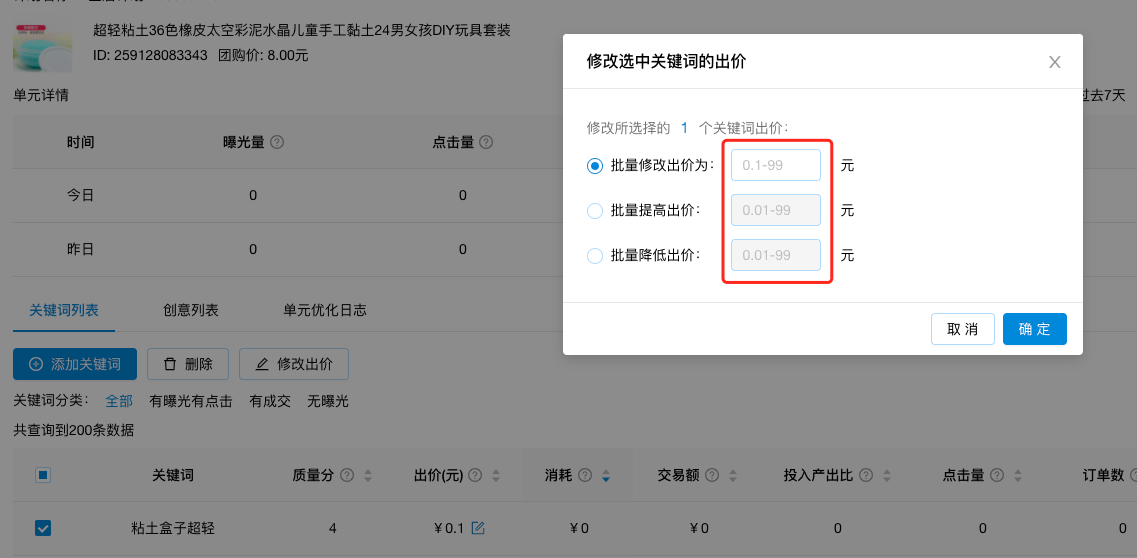 超轻粘土36色橡皮太空彩泥水晶儿童手工黏土24男女孩DIY玩具套装
ID: 259128083343 团购价: 8.00元
单元详情
过去7天
时间 曝光量 点击量
今日 0 0
昨日 0 0
修改选中关键词的出价
修改所选择的 1 个关键词出价:
批量修改出价为: 0.1-99 元
批量提高出价: 0.01-99 元
批量降低出价: 0.01-99 元
取 消 确 定
关键词列表 创意列表 单元优化日志
添加关键词 删除 修改出价
关键词分类: 全部 有曝光有点击 有成交 无曝光
共查询到200条数据
关键词 质量分 出价(元) 消耗 交易额 投入产出比 点击量 订单数
粘土盒子超轻 4 ¥0.1 ¥0 ¥0 0 0 0